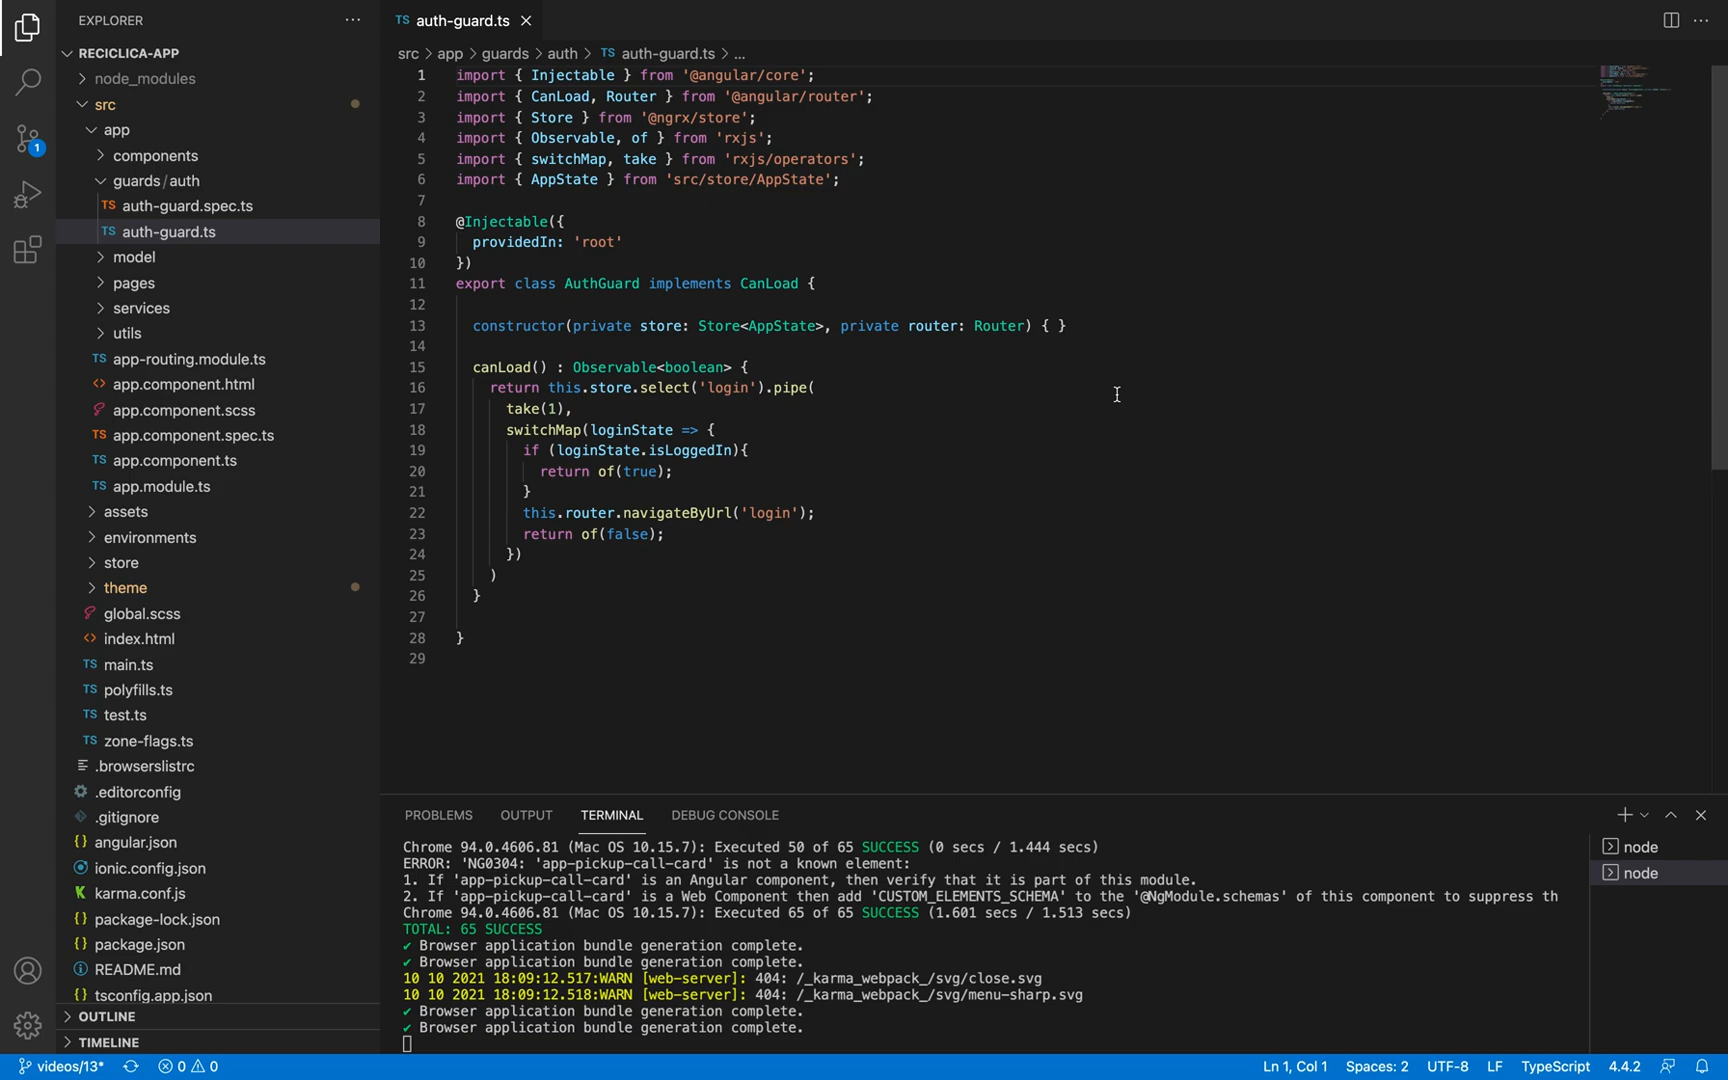 EXPLORER
RECICLICA-APP
node_modules
src
app
components
guards/auth
TS auth-guard.spec.ts
TS auth-guard.ts
model
pages
services
utils
TS app-routing.module.ts
<> app.component.html
app.component.scss
TS app.component.spec.ts
TS app.component.ts
TS app.module.ts
assets
environments
store
theme
global.scss
<> index.html
TS main.ts
TS polyfills.ts
TS test.ts
TS zone-flags.ts
.browserslistrc
.editorconfig
.gitignore
{} angular.json
ionic.config.json
K karma.conf.js
{} package-lock.json
{} package.json
README.md
{} tsconfig.app.json
OUTLINE
TIMELINE
1
TS auth-guard.ts
src > app > guards > auth > TS auth-guard.ts > ...
1 import { Injectable } from '@angular/core';
2 import { CanLoad, Router } from '@angular/router';
3 import { Store } from '@ngrx/store';
4 import { Observable, of } from 'rxjs';
5 import { switchMap, take } from 'rxjs/operators';
6 import { AppState } from 'src/store/AppState';
7
8 @Injectable({
9 providedIn: 'root'
10 })
11 export class AuthGuard implements CanLoad {
12
13 constructor(private store: Store<AppState>, private router: Router) { }
14
15 canLoad() : Observable<boolean> {
16 return this.store.select('login').pipe(
17 take(1),
18 switchMap(loginState => {
19 if (loginState.isLoggedIn){
20 return of(true);
21 }
22 this.router.navigateByUrl('login');
23 return of(false);
24 })
25 )
26 }
27
28 }
29
PROBLEMS OUTPUT TERMINAL DEBUG CONSOLE
Chrome 94.0.4606.81 (Mac OS 10.15.7): Executed 50 of 65 SUCCESS (0 secs / 1.444 secs)
ERROR: 'NG0304: 'app-pickup-call-card' is not a known element:
1. If 'app-pickup-call-card' is an Angular component, then verify that it is part of this module.
2. If 'app-pickup-call-card' is a Web Component then add 'CUSTOM_ELEMENTS_SCHEMA' to the '@NgModule.schemas' of this component to suppress th
Chrome 94.0.4606.81 (Mac OS 10.15.7): Executed 65 of 65 SUCCESS (1.601 secs / 1.513 secs)
TOTAL: 65 SUCCESS
✔ Browser application bundle generation complete.
✔ Browser application bundle generation complete.
10 10 2021 18:09:12.517:WARN [web-server]: 404: /_karma_webpack_/svg/close.svg
10 10 2021 18:09:12.518:WARN [web-server]: 404: /_karma_webpack_/svg/menu-sharp.svg
✔ Browser application bundle generation complete.
✔ Browser application bundle generation complete.
node
node
videos/13* 0 0 Ln 1, Col 1 Spaces: 2 UTF-8 LF TypeScript 4.4.2